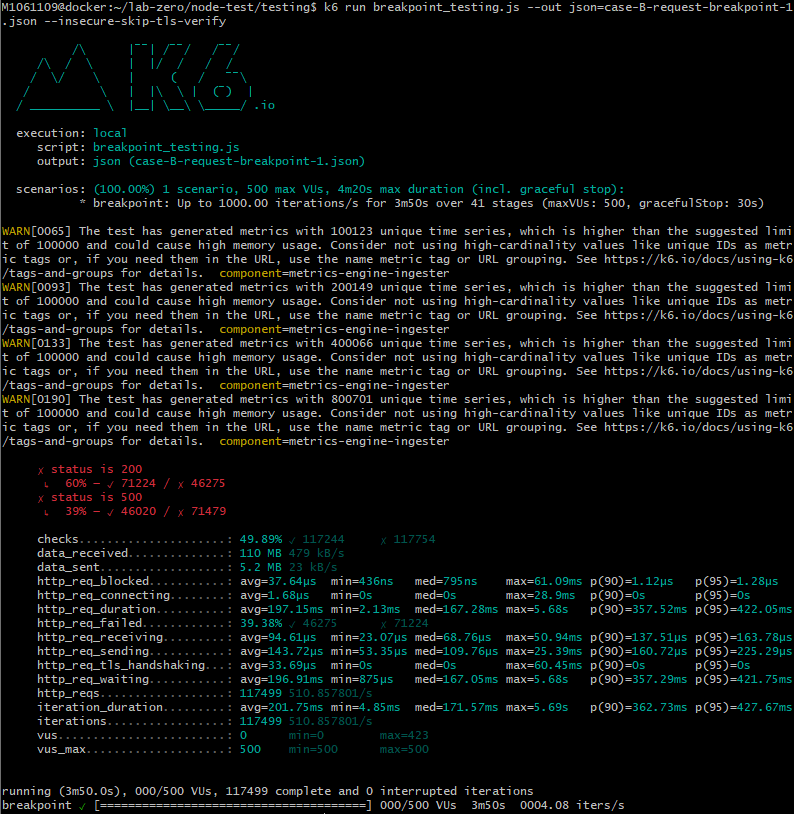 M1061109@docker:~/lab-zero/node-test/testing$ k6 run breakpoint_testing.js --out json=case-B-request-breakpoint-1
.json --insecure-skip-tls-verify
.io
execution: local
script: breakpoint_testing.js
output: json (case-B-request-breakpoint-1.json)
scenarios: (100.00%) 1 scenario, 500 max VUs, 4m20s max duration (incl. graceful stop):
* breakpoint: Up to 1000.00 iterations/s for 3m50s over 41 stages (maxVUs: 500, gracefulStop: 30s)
WARN[0065] The test has generated metrics with 100123 unique time series, which is higher than the suggested limi
t of 100000 and could cause high memory usage. Consider not using high-cardinality values like unique IDs as metr
ic tags or, if you need them in the URL, use the name metric tag or URL grouping. See https://k6.io/docs/using-k6
/tags-and-groups for details.  component=metrics-engine-ingester
WARN[0093] The test has generated metrics with 200149 unique time series, which is higher than the suggested limi
t of 100000 and could cause high memory usage. Consider not using high-cardinality values like unique IDs as metr
ic tags or, if you need them in the URL, use the name metric tag or URL grouping. See https://k6.io/docs/using-k6
/tags-and-groups for details.  component=metrics-engine-ingester
WARN[0133] The test has generated metrics with 400066 unique time series, which is higher than the suggested limi
t of 100000 and could cause high memory usage. Consider not using high-cardinality values like unique IDs as metr
ic tags or, if you need them in the URL, use the name metric tag or URL grouping. See https://k6.io/docs/using-k6
/tags-and-groups for details.  component=metrics-engine-ingester
WARN[0190] The test has generated metrics with 800701 unique time series, which is higher than the suggested limi
t of 100000 and could cause high memory usage. Consider not using high-cardinality values like unique IDs as metr
ic tags or, if you need them in the URL, use the name metric tag or URL grouping. See https://k6.io/docs/using-k6
/tags-and-groups for details.  component=metrics-engine-ingester
✗ status is 200
↳  60% — ✓ 71224 / ✗ 46275
✗ status is 500
↳  39% — ✓ 46020 / ✗ 71479
checks.........................: 49.89% ✓ 117244      ✗ 117754
data_received..................: 110 MB 479 kB/s
data_sent......................: 5.2 MB 23 kB/s
http_req_blocked...............: avg=37.64µs  min=436ns   med=795ns    max=61.09ms p(90)=1.12µs   p(95)=1.28µs
http_req_connecting............: avg=1.68µs   min=0s      med=0s       max=28.9ms  p(90)=0s       p(95)=0s
http_req_duration..............: avg=197.15ms min=2.13ms  med=167.28ms max=5.68s   p(90)=357.52ms p(95)=422.05ms
http_req_failed................: 39.38% ✓ 46275       ✗ 71224
http_req_receiving.............: avg=94.61µs  min=23.07µs med=68.76µs  max=50.94ms p(90)=137.51µs p(95)=163.78µs
http_req_sending...............: avg=143.72µs min=53.35µs med=109.76µs max=25.39ms p(90)=160.72µs p(95)=225.29µs
http_req_tls_handshaking.......: avg=33.69µs  min=0s      med=0s       max=60.45ms p(90)=0s       p(95)=0s
http_req_waiting...............: avg=196.91ms min=875µs   med=167.05ms max=5.68s   p(90)=357.29ms p(95)=421.75ms
http_reqs......................: 117499 510.857801/s
iteration_duration.............: avg=201.75ms min=4.85ms  med=171.57ms max=5.69s   p(90)=362.73ms p(95)=427.67ms
iterations.....................: 117499 510.857801/s
vus............................: 0      min=0         max=423
vus_max........................: 500    min=500       max=500
running (3m50.0s), 000/500 VUs, 117499 complete and 0 interrupted iterations
breakpoint ✓ [======================================] 000/500 VUs  3m50s  0004.08 iters/s